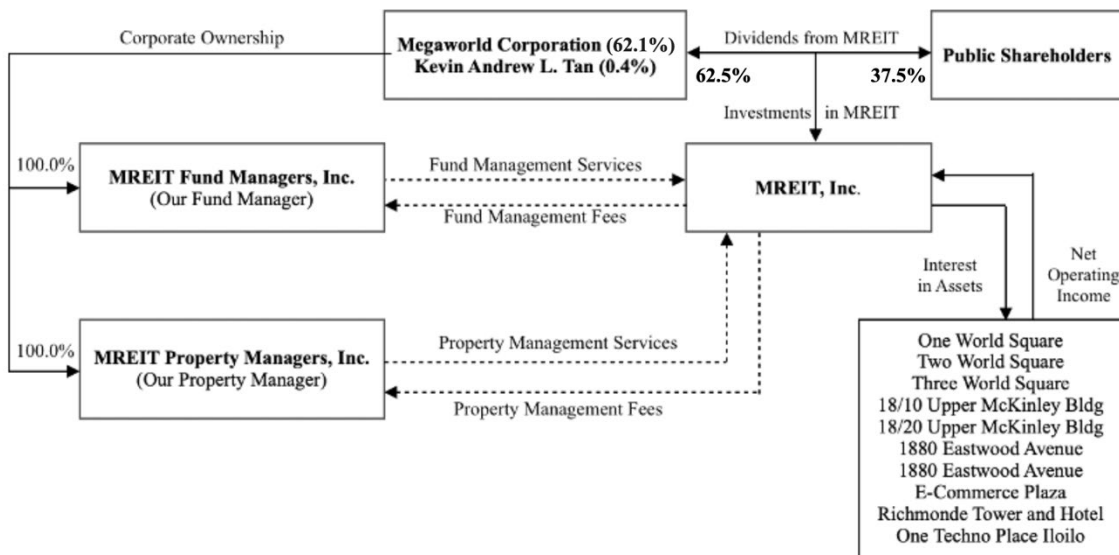 Corporate Ownership
Megaworld Corporation (62.1%)
Kevin Andrew L. Tan (0.4%)
Dividends from MREIT
62.5%
37.5%
Public Shareholders
Investments in MREIT
100.0%
MREIT Fund Managers, Inc.
(Our Fund Manager)
Fund Management Services
Fund Management Fees
MREIT, Inc.
Interest
in Assets
Net
Operating
Income
100.0%
MREIT Property Managers, Inc.
(Our Property Manager)
Property Management Services
Property Management Fees
One World Square
Two World Square
Three World Square
18/10 Upper McKinley Bldg
18/20 Upper McKinley Bldg
1880 Eastwood Avenue
1880 Eastwood Avenue
E-Commerce Plaza
Richmonde Tower and Hotel
One Techno Place Iloilo